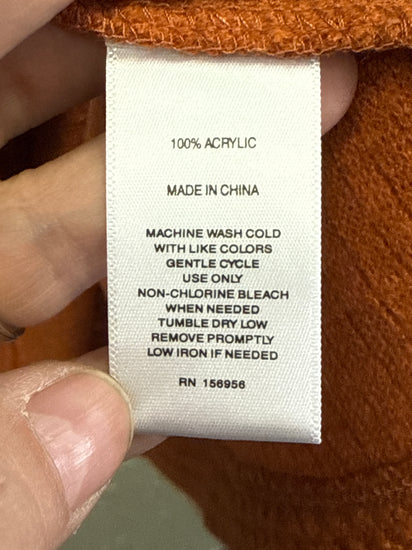 100% ACRYLIC
MADE IN CHINA
MACHINE WASH COLD
WITH LIKE COLORS
GENTLE CYCLE
USE ONLY
NON-CHLORINE BLEACH
WHEN NEEDED
TUMBLE DRY LOW
REMOVE PROMPTLY
LOW IRON IF NEEDED
RN 156956